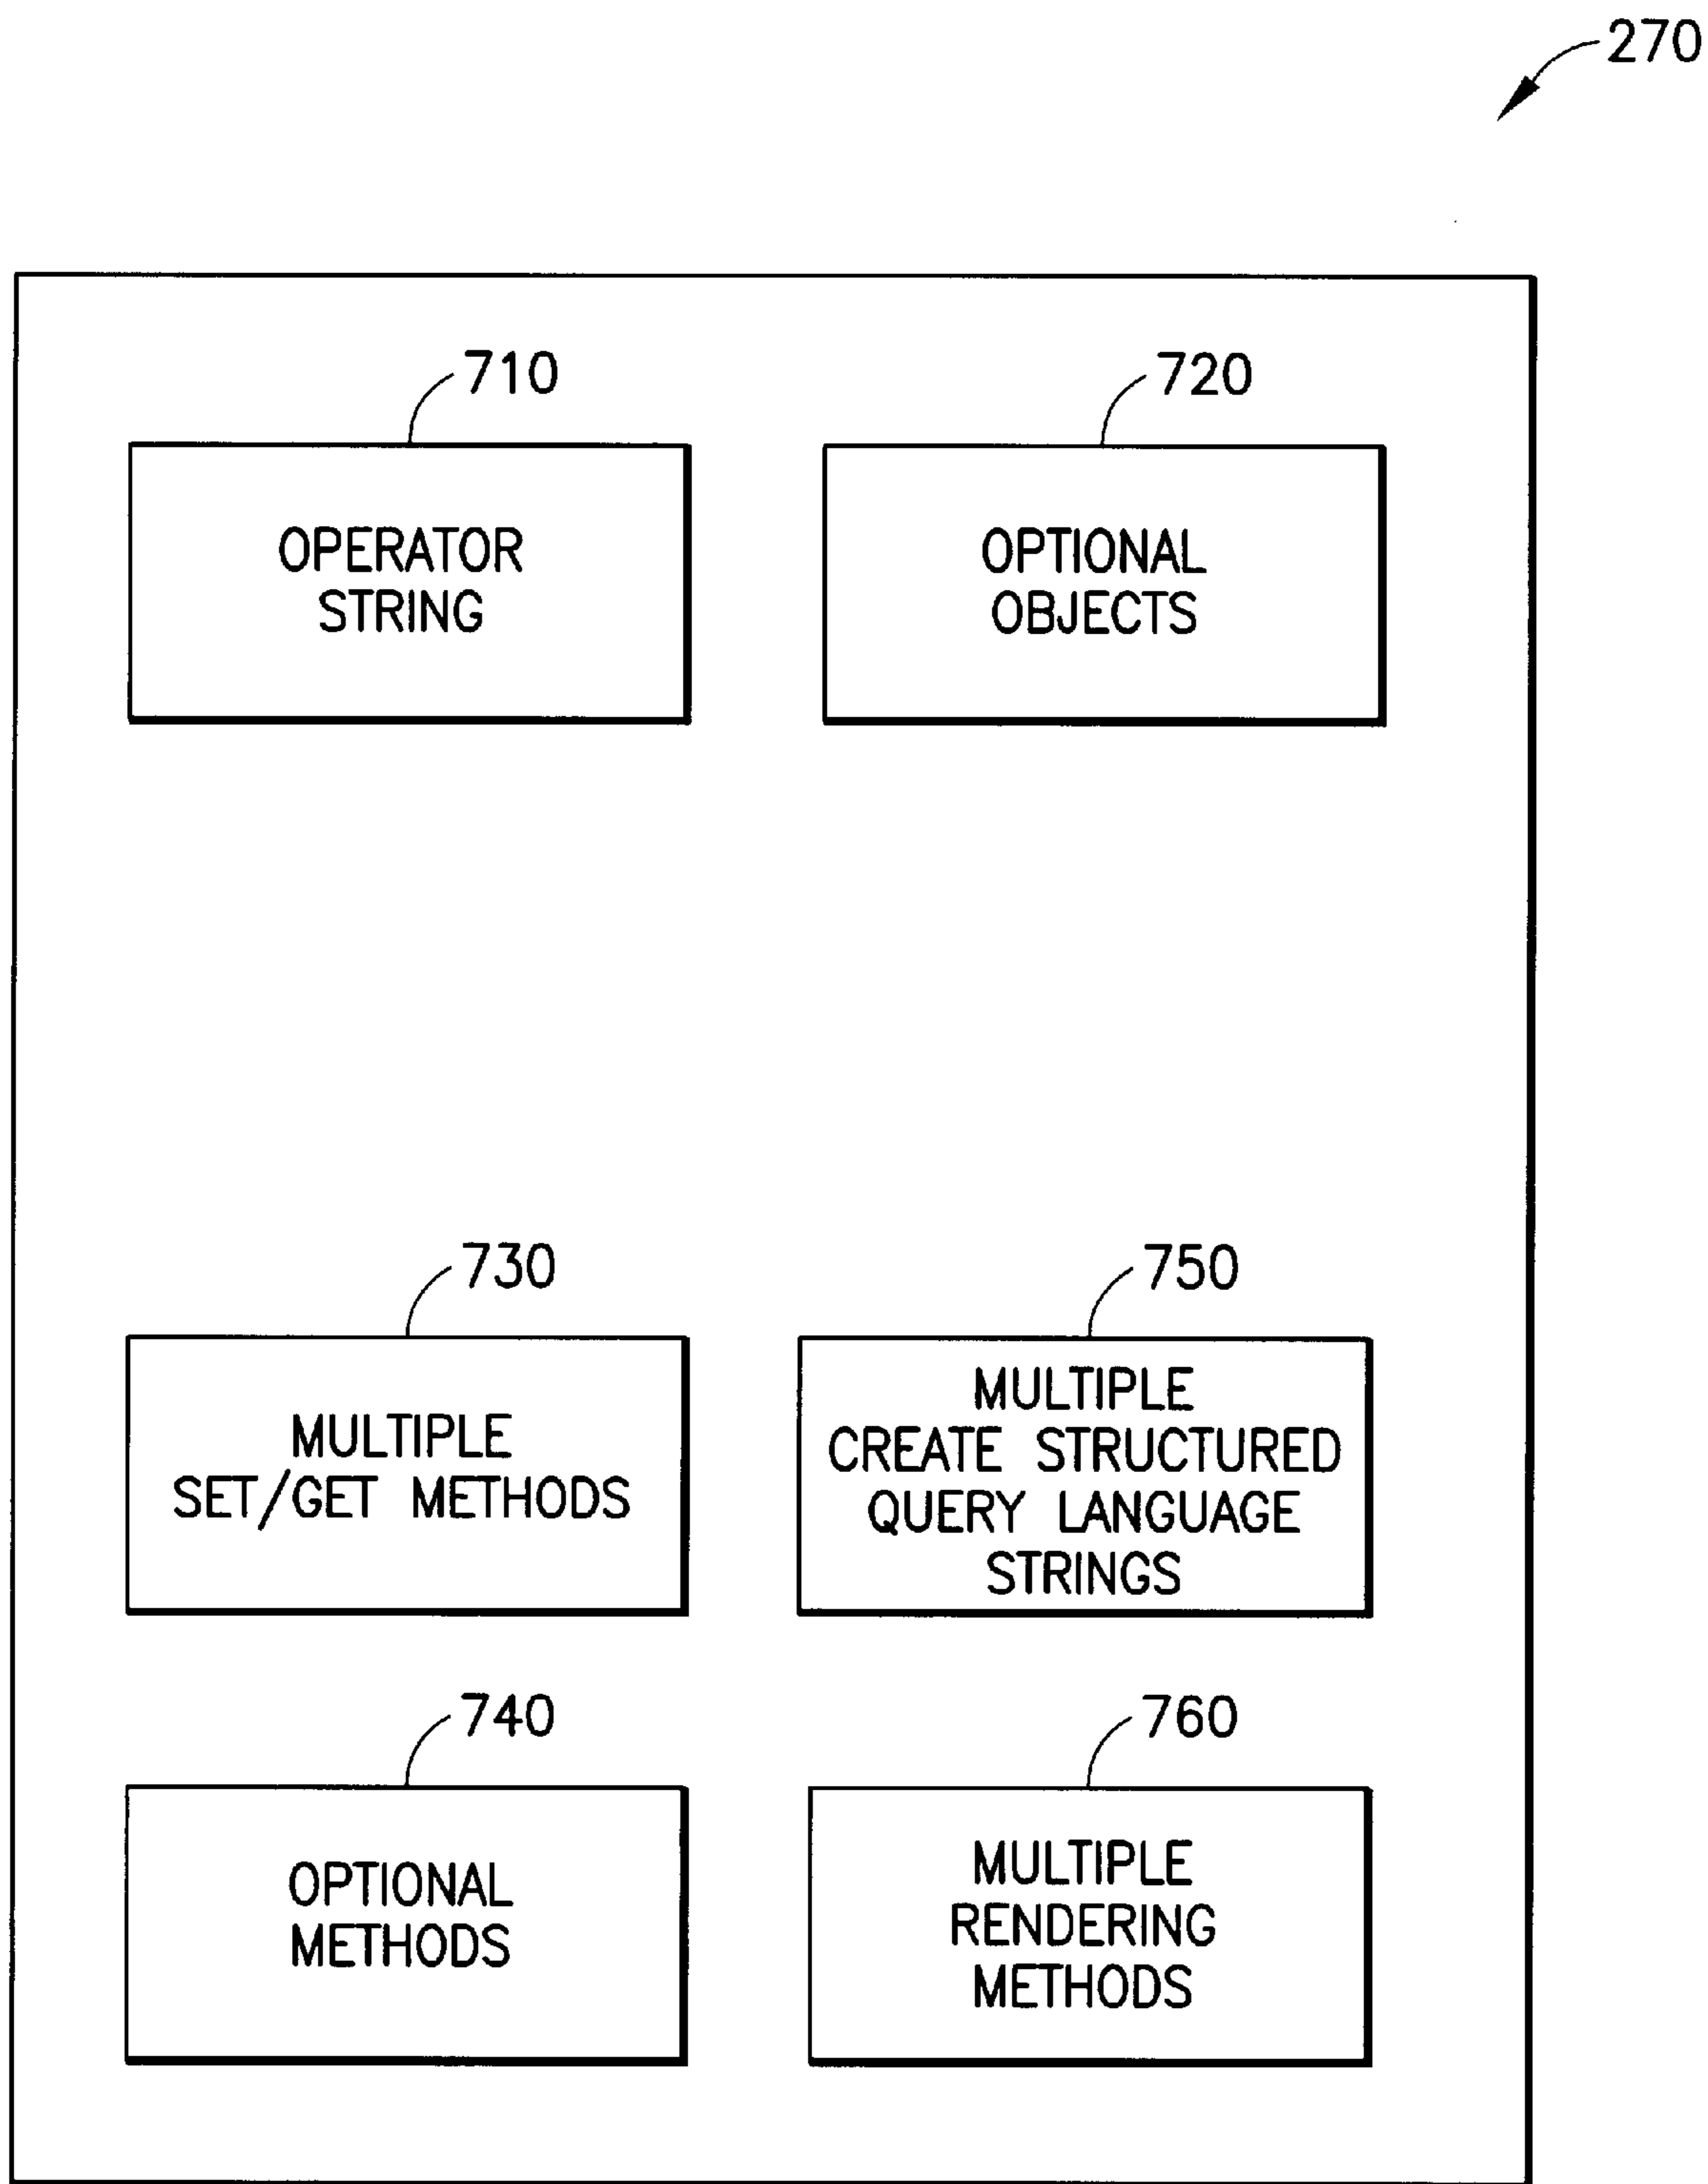 270
710
720
OPERATOR
STRING
OPTIONAL
OBJECTS
730
750
MULTIPLE
SET/GET METHODS
MULTIPLE
CREATE STRUCTURED
QUERY LANGUAGE
STRINGS
740
760
OPTIONAL
METHODS
MULTIPLE
RENDERING
METHODS